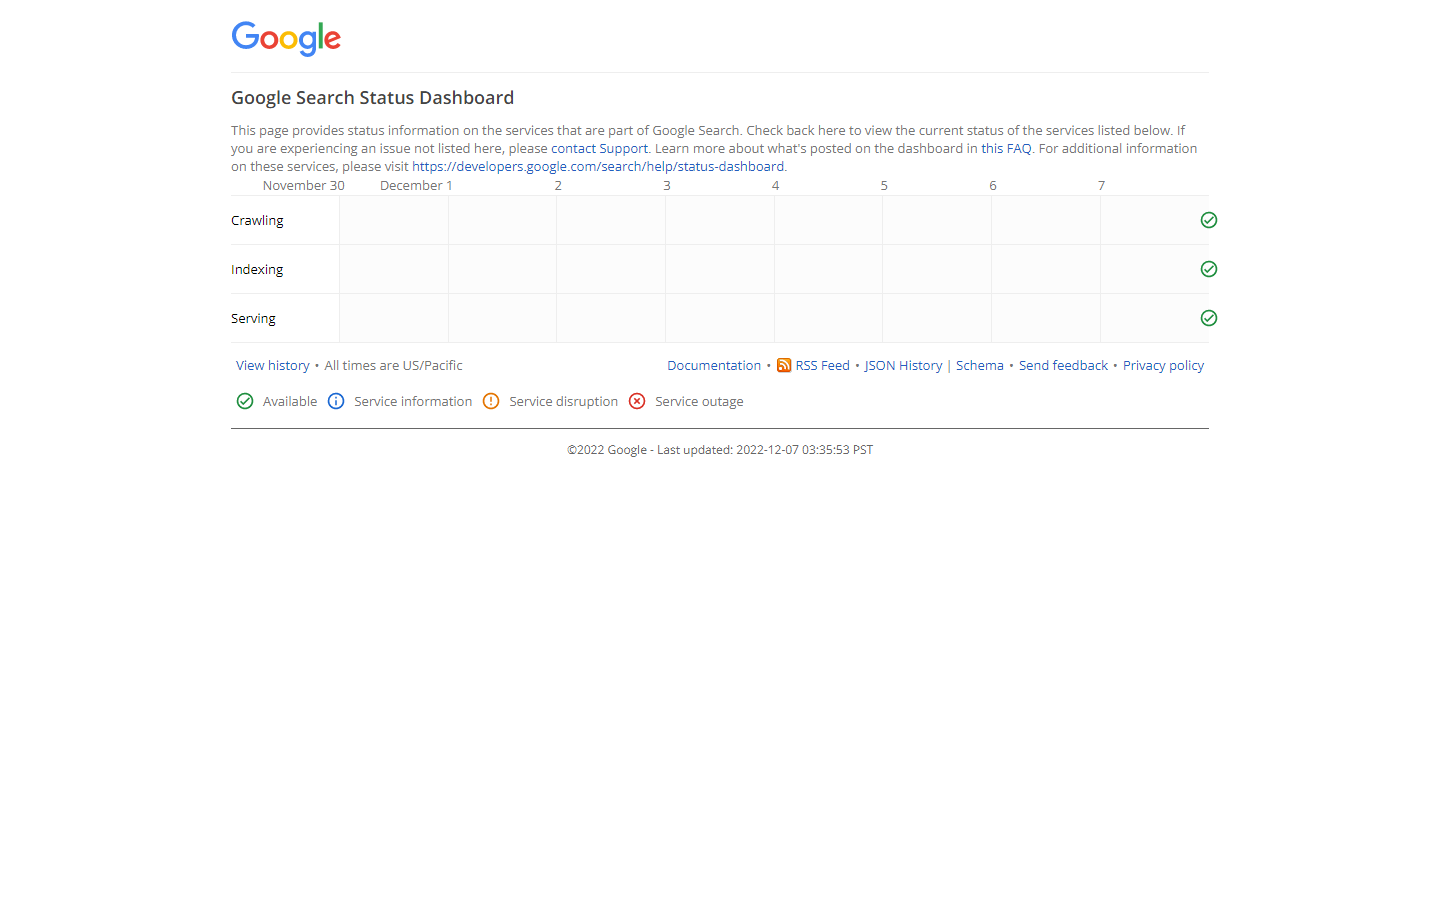 Google
Google Search Status Dashboard
This page provides status information on the services that are part of Google Search. Check back here to view the current status of the services listed below. If
you are experiencing an issue not listed here, please contact Support. Learn more about what's posted on the dashboard in this FAQ. For additional information
on these services, please visit https://developers.google.com/search/help/status-dashboard.
November 30 December 1 2 3 4 5 6 7
Crawling
Indexing
Serving
View history • All times are US/Pacific Documentation • RSS Feed • JSON History | Schema • Send feedback • Privacy policy
Available Service information Service disruption Service outage
©2022 Google - Last updated: 2022-12-07 03:35:53 PST